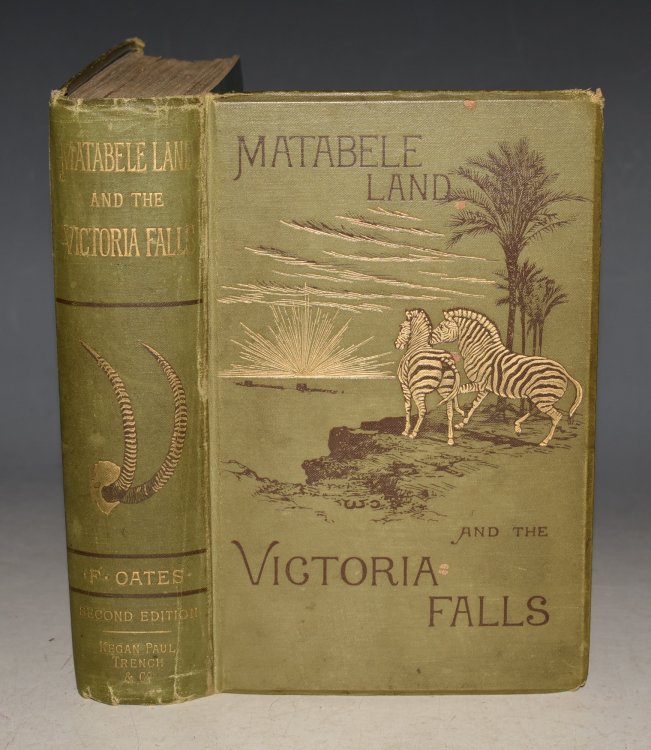 MATABELE LAND
AND THE
VICTORIA FALLS
F. OATES
SECOND EDITION
KEGAN PAUL,
TRENCH
& Co
MATABELE
LAND
AND THE
VICTORIA
FALLS